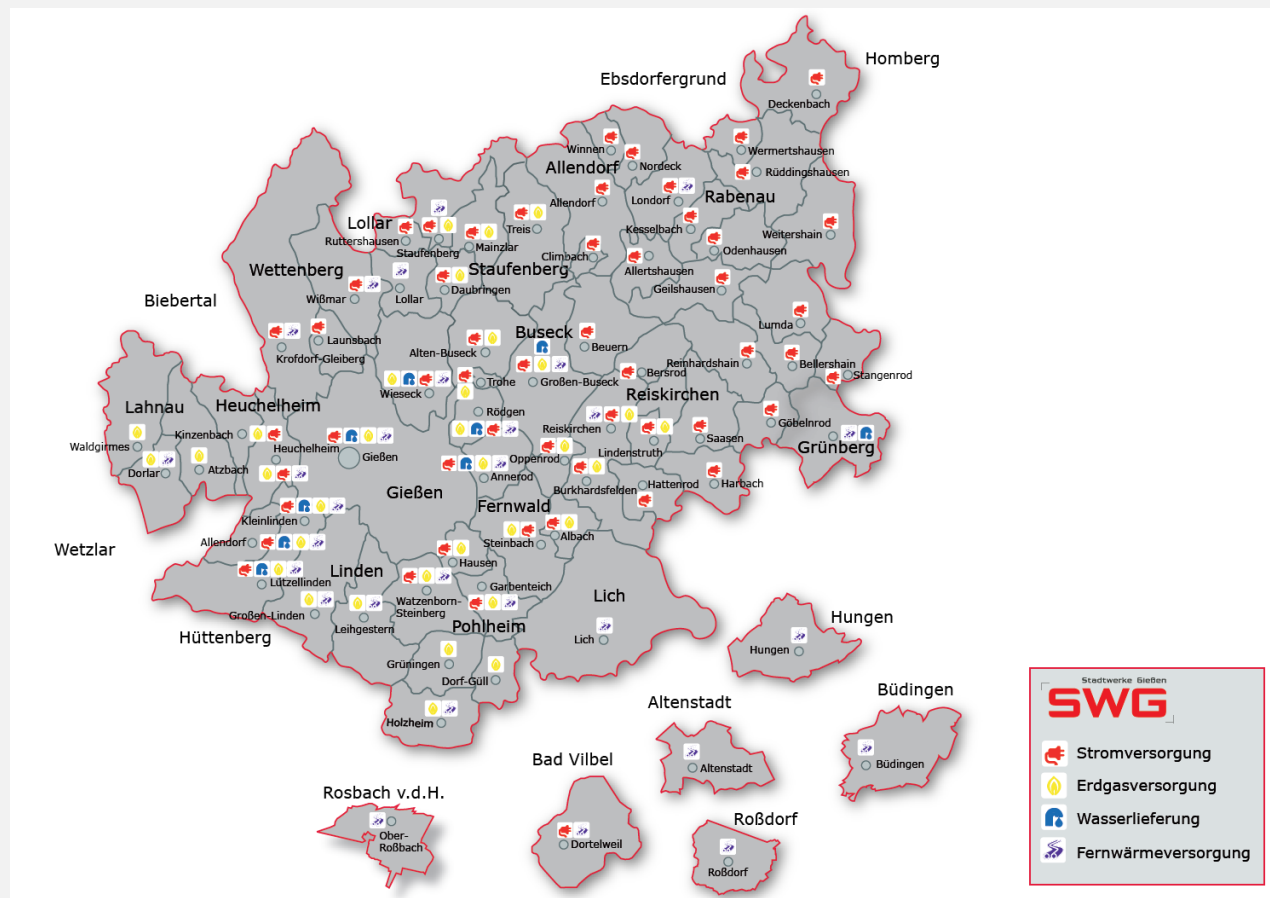 Homberg
Ebsdorfergrund
Deckenbach
Wermertshausen
Winnen
Nordeck
Allendorf
Rüddingshausen
Londorf
Rabenau
Allendorf
Lollar
Treis
Kesselbach
Weitershain
Ruttershausen
Staufenberg
Mainzlar
Odenhausen
Climbach
Allertshausen
Wettenberg
Staufenberg
Geilshausen
Daubringen
Lollar
Wißmar
Biebertal
Lumda
Buseck
Launsbach
Beuern
Alten-Buseck
Krofdorf-Gleiberg
Reinhardshain
Bellershain
Bersrod
Stangenrod
Großen-Buseck
Trohe
Wieseck
Reiskirchen
Lahnau
Heuchelheim
Rödgen
Göbelnrod
Reiskirchen
Kinzenbach
Saasen
Waldgirmes
Heuchelheim
Lindenstruth
Grünberg
Gießen
Oppenrod
Dorlar
Atzbach
Annerod
Burkhardsfelden
Hattenrod
Harbach
Gießen
Fernwald
Kleinlinden
Albach
Allendorf
Steinbach
Wetzlar
Hausen
Linden
Lützellinden
Garbenteich
Lich
Watzenborn-
Steinberg
Großen-Linden
Leihgestern
Pohlheim
Hüttenberg
Lich
Hungen
Hungen
Grüningen
Dorf-Güll
Holzheim
Altenstadt
Büdingen
Altenstadt
Büdingen
Bad Vilbel
Rosbach v.d.H.
Ober-
Roßbach
Dortelweil
Roßdorf
Roßdorf
Stadtwerke Gießen
SWG
Stromversorgung
Erdgasversorgung
Wasserlieferung
Fernwärmeversorgung